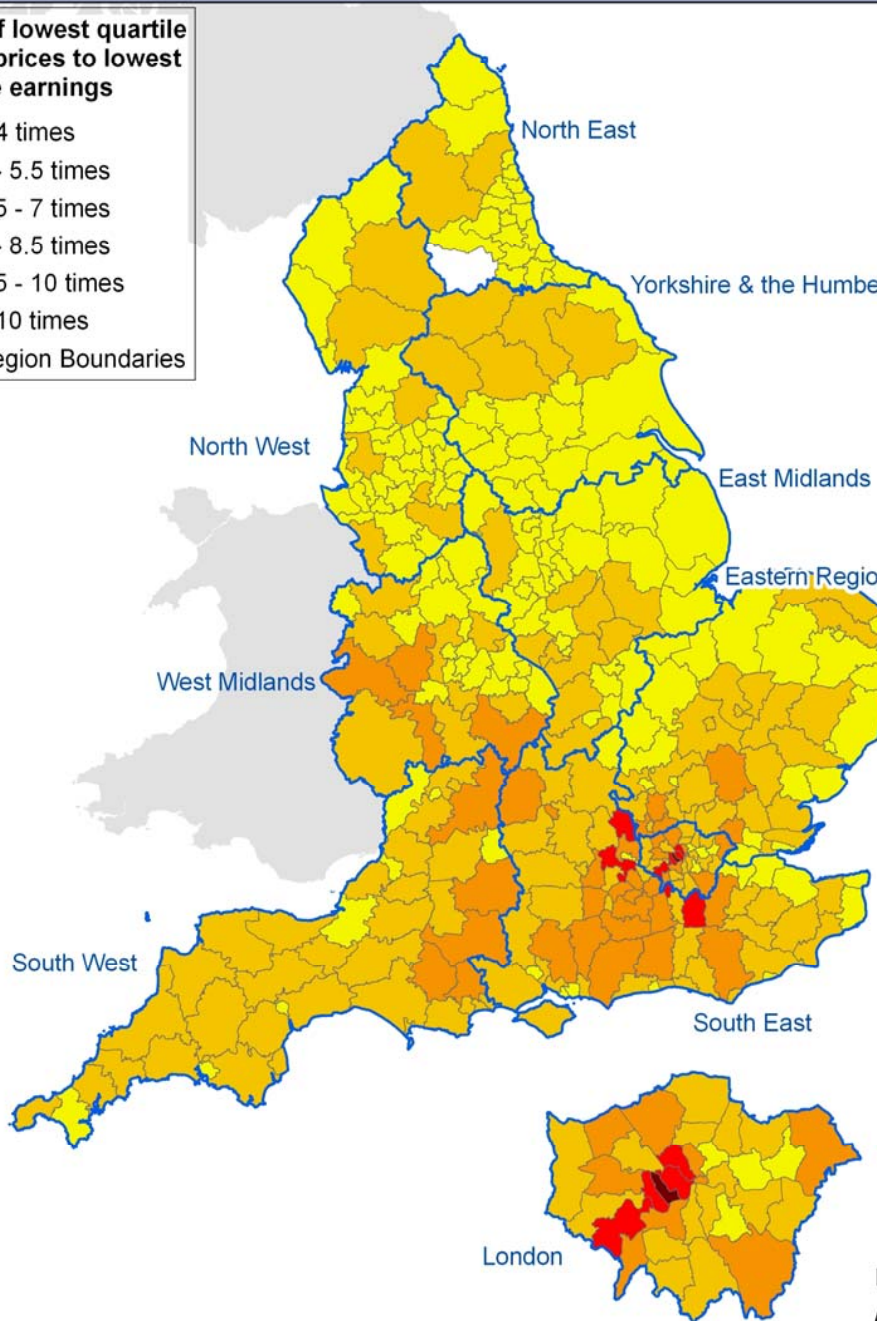 f lowest quartile
prices to lowest
e earnings
4 times
- 5.5 times
5 - 7 times
- 8.5 times
5 - 10 times
10 times
egion Boundaries
North East
Yorkshire & the Humbe
North West
East Midlands
Eastern Regio
West Midlands
South West
South East
London